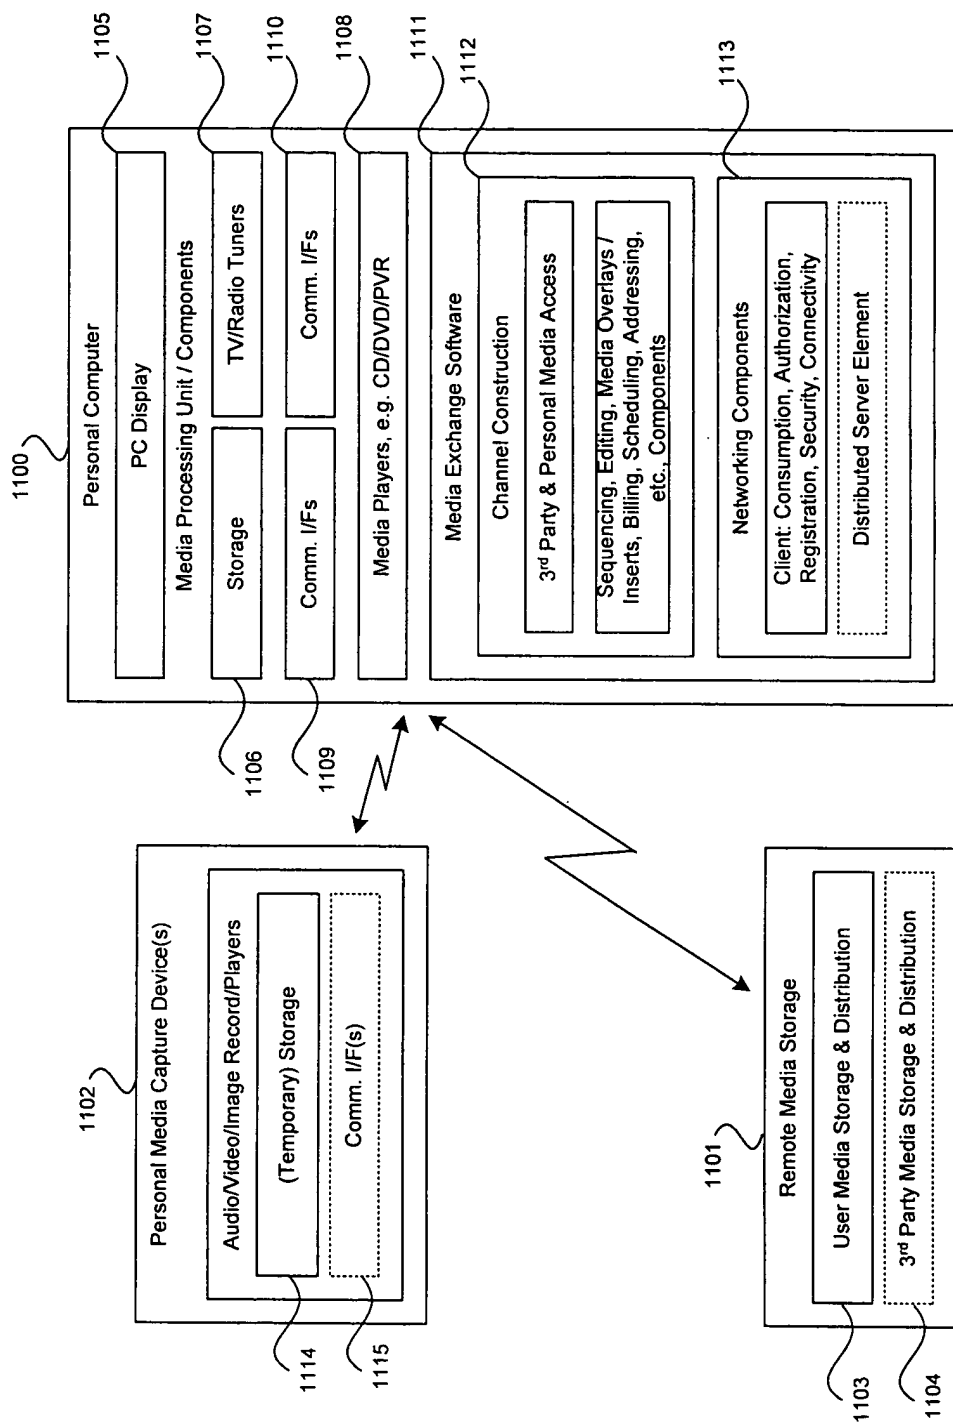 1100
Personal Computer
1105
PC Display
Media Processing Unit / Components
1106
Storage
1107
TV/Radio Tuners
1109
Comm. I/Fs
1110
Comm. I/Fs
1108
Media Players, e.g. CD/DVD/PVR
1111
Media Exchange Software
1112
Channel Construction
3rd Party & Personal Media Access
Sequencing, Editing, Media Overlays /
Inserts, Billing, Scheduling, Addressing,
etc., Components
1113
Networking Components
Client: Consumption, Authorization,
Registration, Security, Connectivity
Distributed Server Element
1102
Personal Media Capture Device(s)
Audio/Video/Image Record/Players
(Temporary) Storage
1114
Comm. I/F(s)
1115
1101
Remote Media Storage
User Media Storage & Distribution
1103
3rd Party Media Storage & Distribution
1104